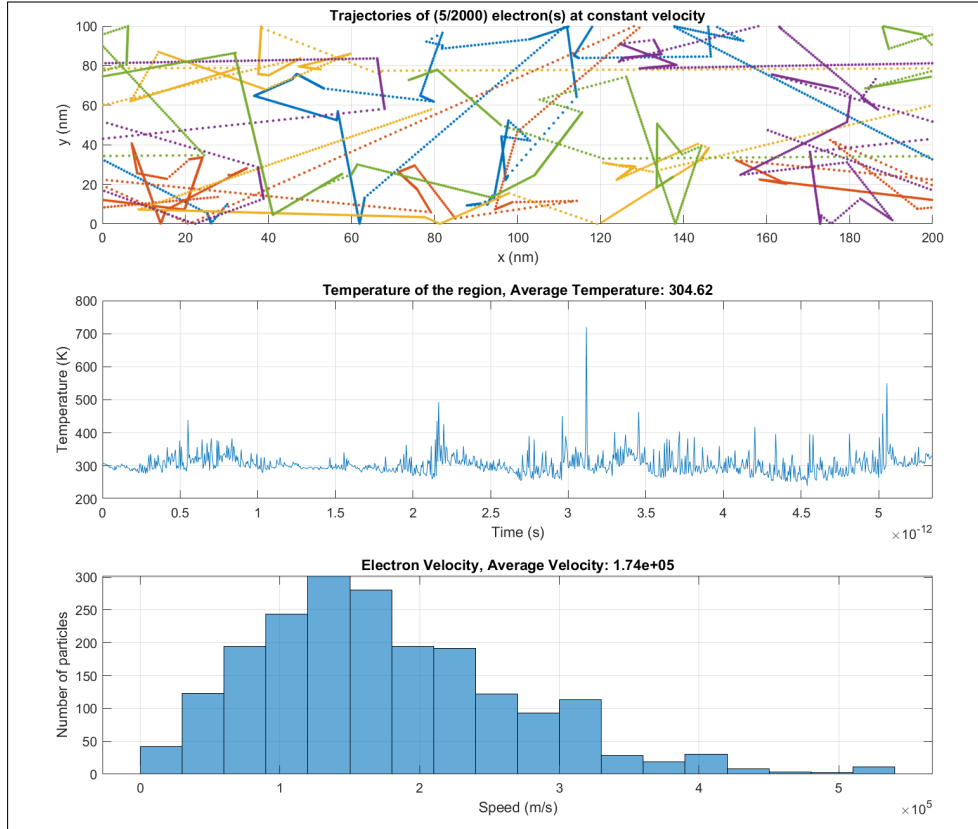 Trajectories of (5/2000) electron(s) at constant velocity
100
80
60
40
20
0
y (nm)
0 20 40 60 80 100 120 140 160 180 200
x (nm)
Temperature of the region, Average Temperature: 304.62
800
700
600
500
400
300
200
Temperature (K)
0 0.5 1 1.5 2 2.5 3 3.5 4 4.5 5
Time (s)
×10^-12
Electron Velocity, Average Velocity: 1.74e+05
300
250
200
150
100
50
0
Number of particles
0 1 2 3 4 5
Speed (m/s)
×10^5